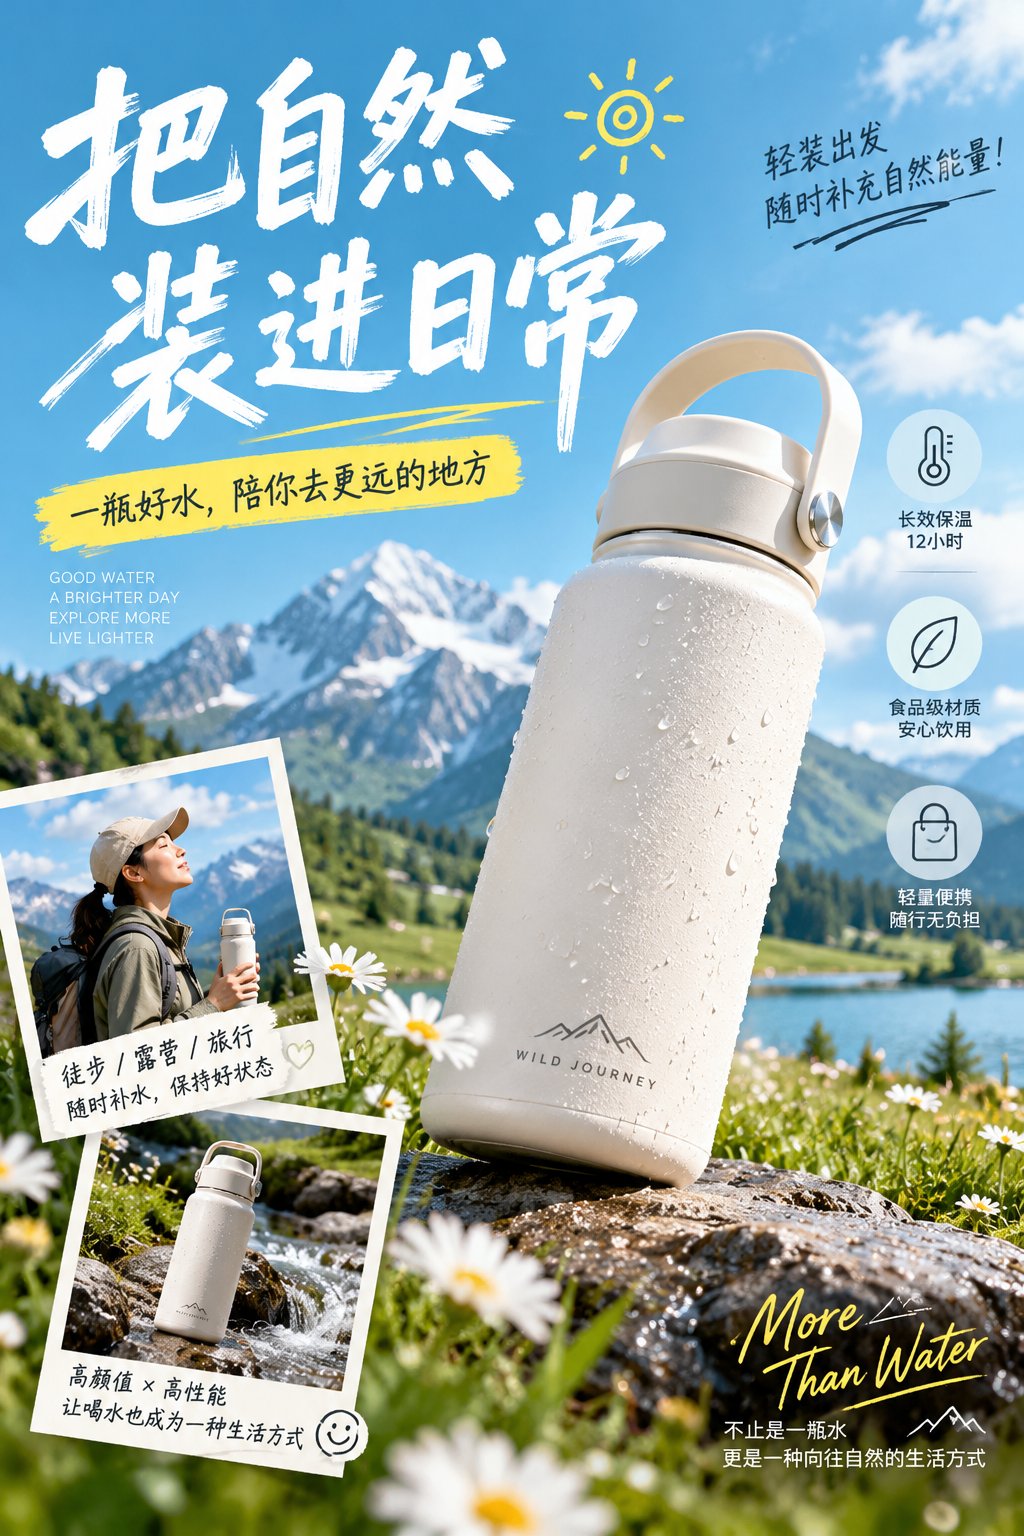 把自然
装进日常
轻装出发
随时补充自然能量!
一瓶好水，陪你去更远的地方
GOOD WATER
A BRIGHTER DAY
EXPLORE MORE
LIVE LIGHTER
长效保温
12小时
食品级材质
安心饮用
轻量便携
随行无负担
WILD JOURNEY
徒步 / 露营 / 旅行
随时补水，保持好状态
高颜值 × 高性能
让喝水也成为一种生活方式
More
Than Water
不止是一瓶水
更是一种向往自然的生活方式